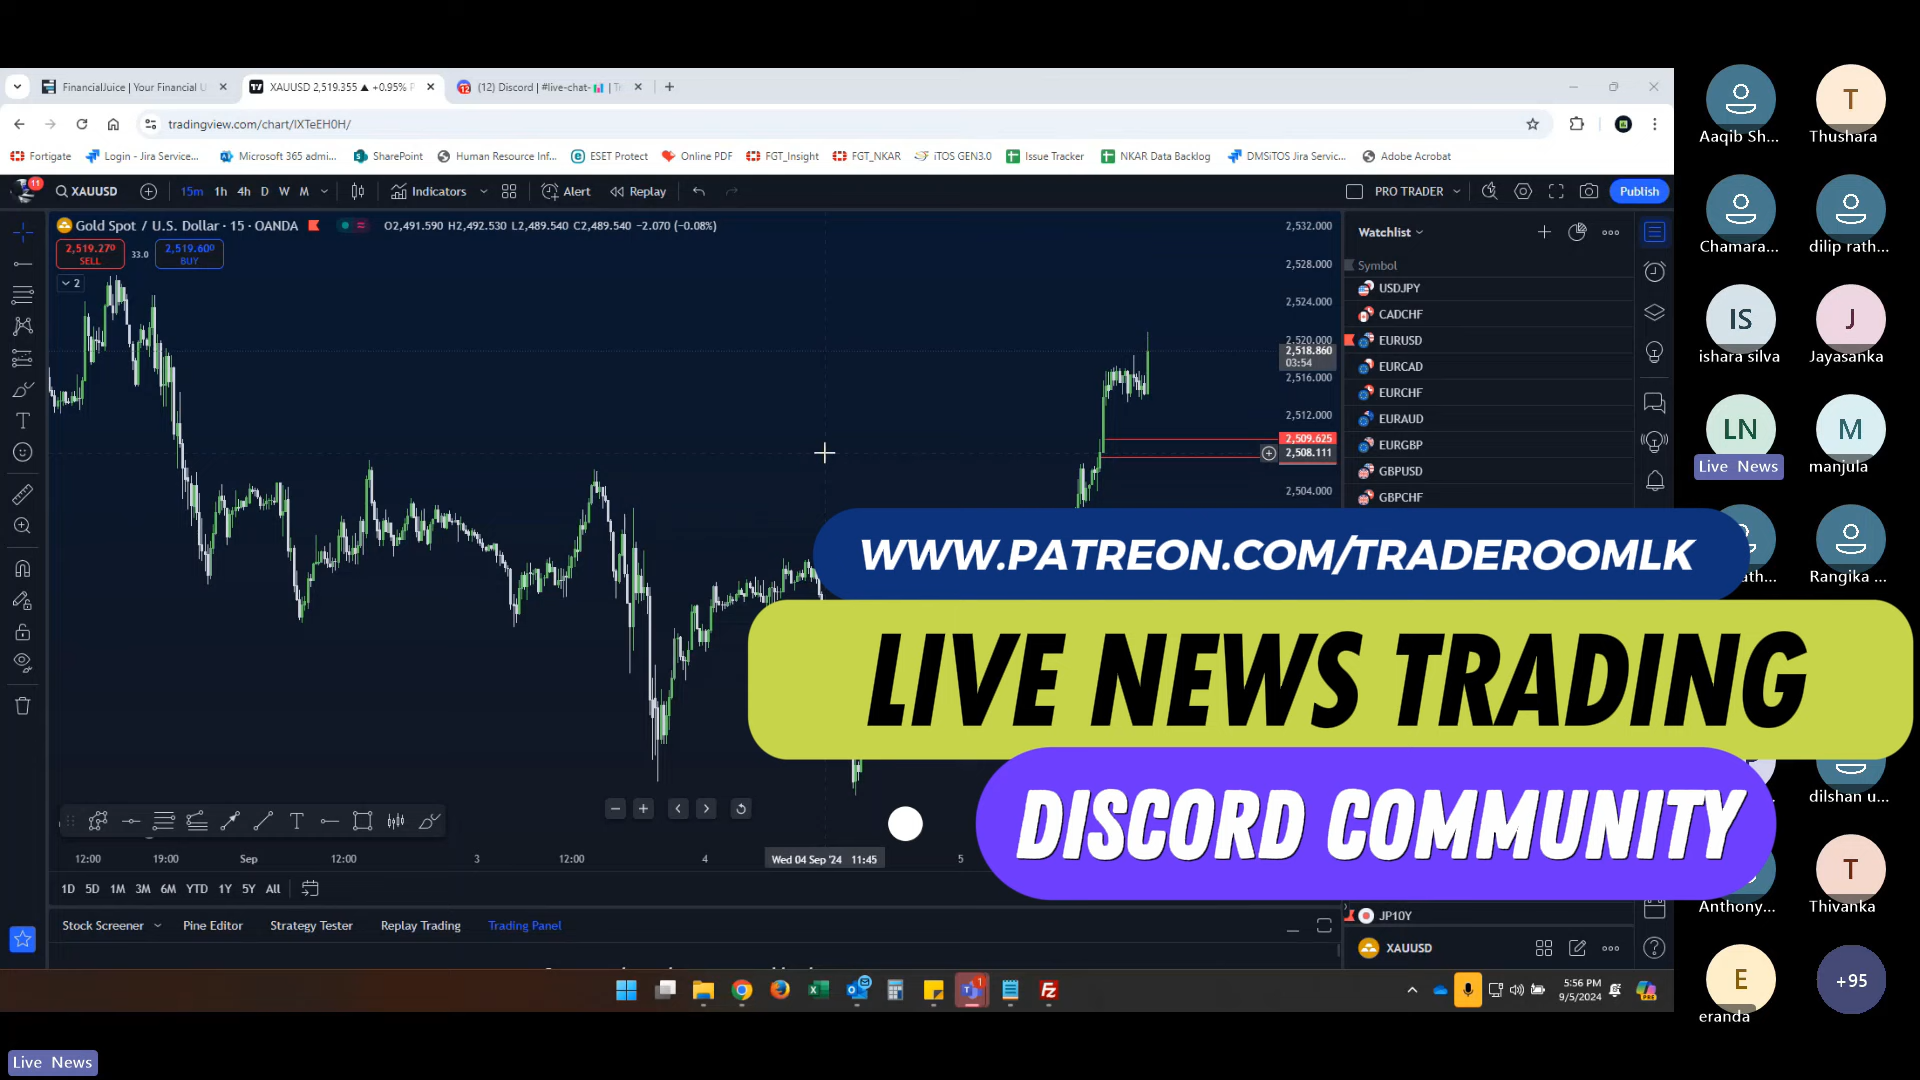 FinancialJuice | Your Financial U
XAUUSD 2,519.355 ▲ +0.95% P
(12) Discord | #live-chat- | Tr
tradingview.com/chart/IXTeEH0H/
Fortigate
Login - Jira Service...
Microsoft 365 admi...
SharePoint
Human Resource Inf...
ESET Protect
Online PDF
FGT_Insight
FGT_NKAR
iTOS GEN3.0
Issue Tracker
NKAR Data Backlog
DMSiTOS Jira Servic...
Adobe Acrobat
11
XAUUSD
15m 1h 4h D W M
Indicators
Alert
Replay
PRO TRADER
Publish
Gold Spot / U.S. Dollar · 15 · OANDA
O2,491.590 H2,492.530 L2,489.540 C2,489.540 −2.070 (−0.08%)
2,519.270
SELL
33.0
2,519.600
BUY
2
2,532.000
2,528.000
2,524.000
2,520.000
2,518.860
03:54
2,516.000
2,512.000
2,509.625
2,508.111
2,504.000
Watchlist
Symbol
USDJPY
CADCHF
EURUSD
EURCAD
EURCHF
EURAUD
EURGBP
GBPUSD
GBPCHF
WWW.PATREON.COM/TRADEROOMLK
LIVE NEWS TRADING
DISCORD COMMUNITY
12:00 19:00 Sep 12:00 3 12:00 4 Wed 04 Sep '24 11:45 5
1D 5D 1M 3M 6M YTD 1Y 5Y All
Stock Screener
Pine Editor
Strategy Tester
Replay Trading
Trading Panel
JP10Y
XAUUSD
5:56 PM
9/5/2024
Aaqib Sh...
T
Thushara
Chamara...
dilip rath...
IS
ishara silva
J
Jayasanka
LN
Live News
M
manjula
ath...
Rangika ...
dilshan u...
Anthony...
T
Thivanka
E
eranda
+95
Live News